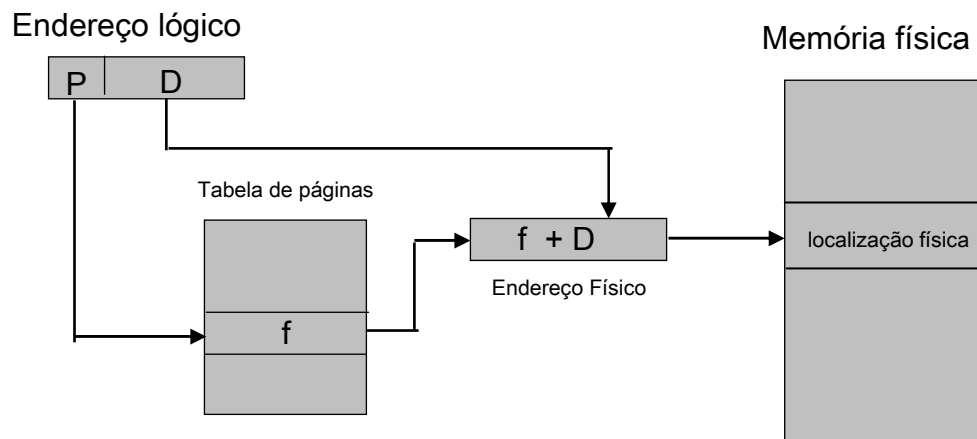 Endereço lógico
Memória física
P
D
Tabela de páginas
f + D
localização física
Endereço Físico
f